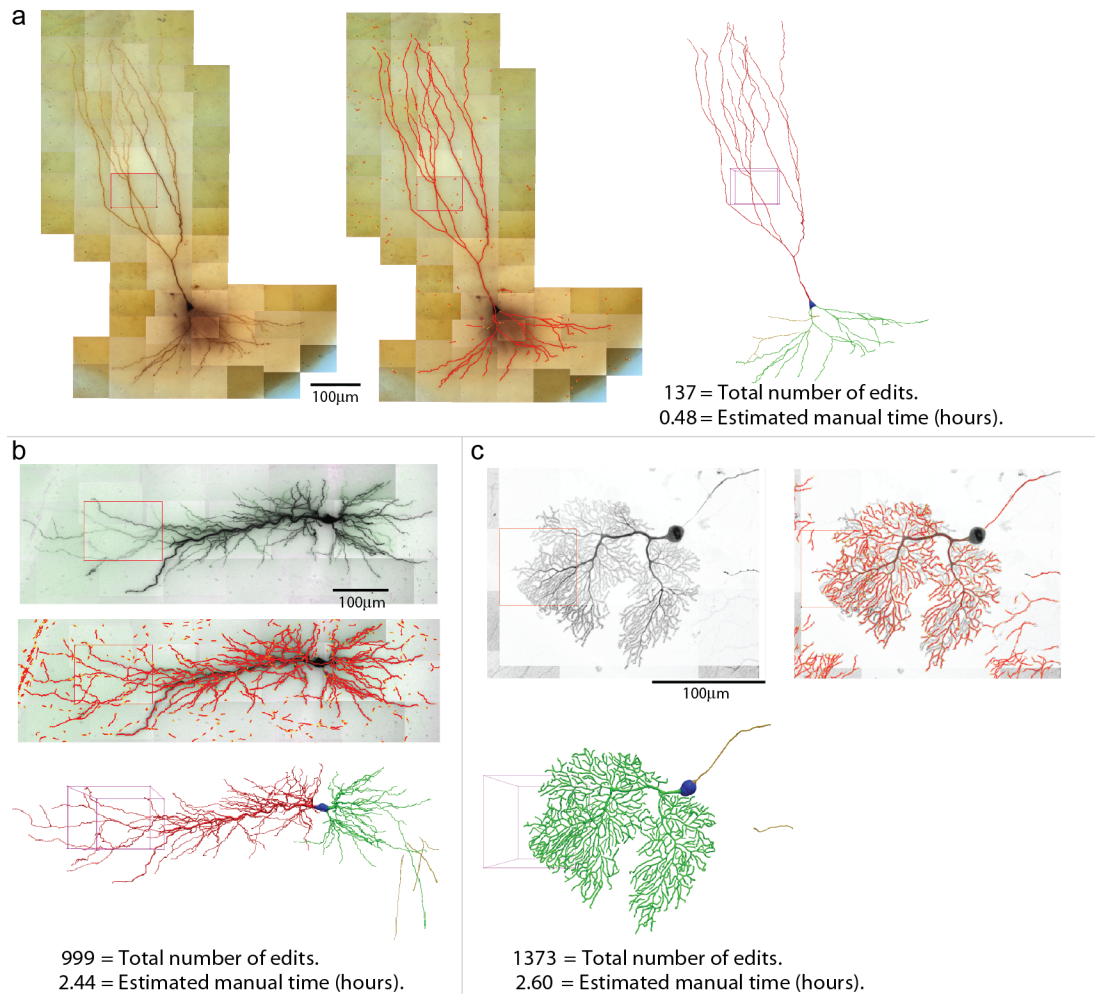 a
100μm
137 = Total number of edits.
0.48 = Estimated manual time (hours).
b
100μm
999 = Total number of edits.
2.44 = Estimated manual time (hours).
c
100μm
1373 = Total number of edits.
2.60 = Estimated manual time (hours).